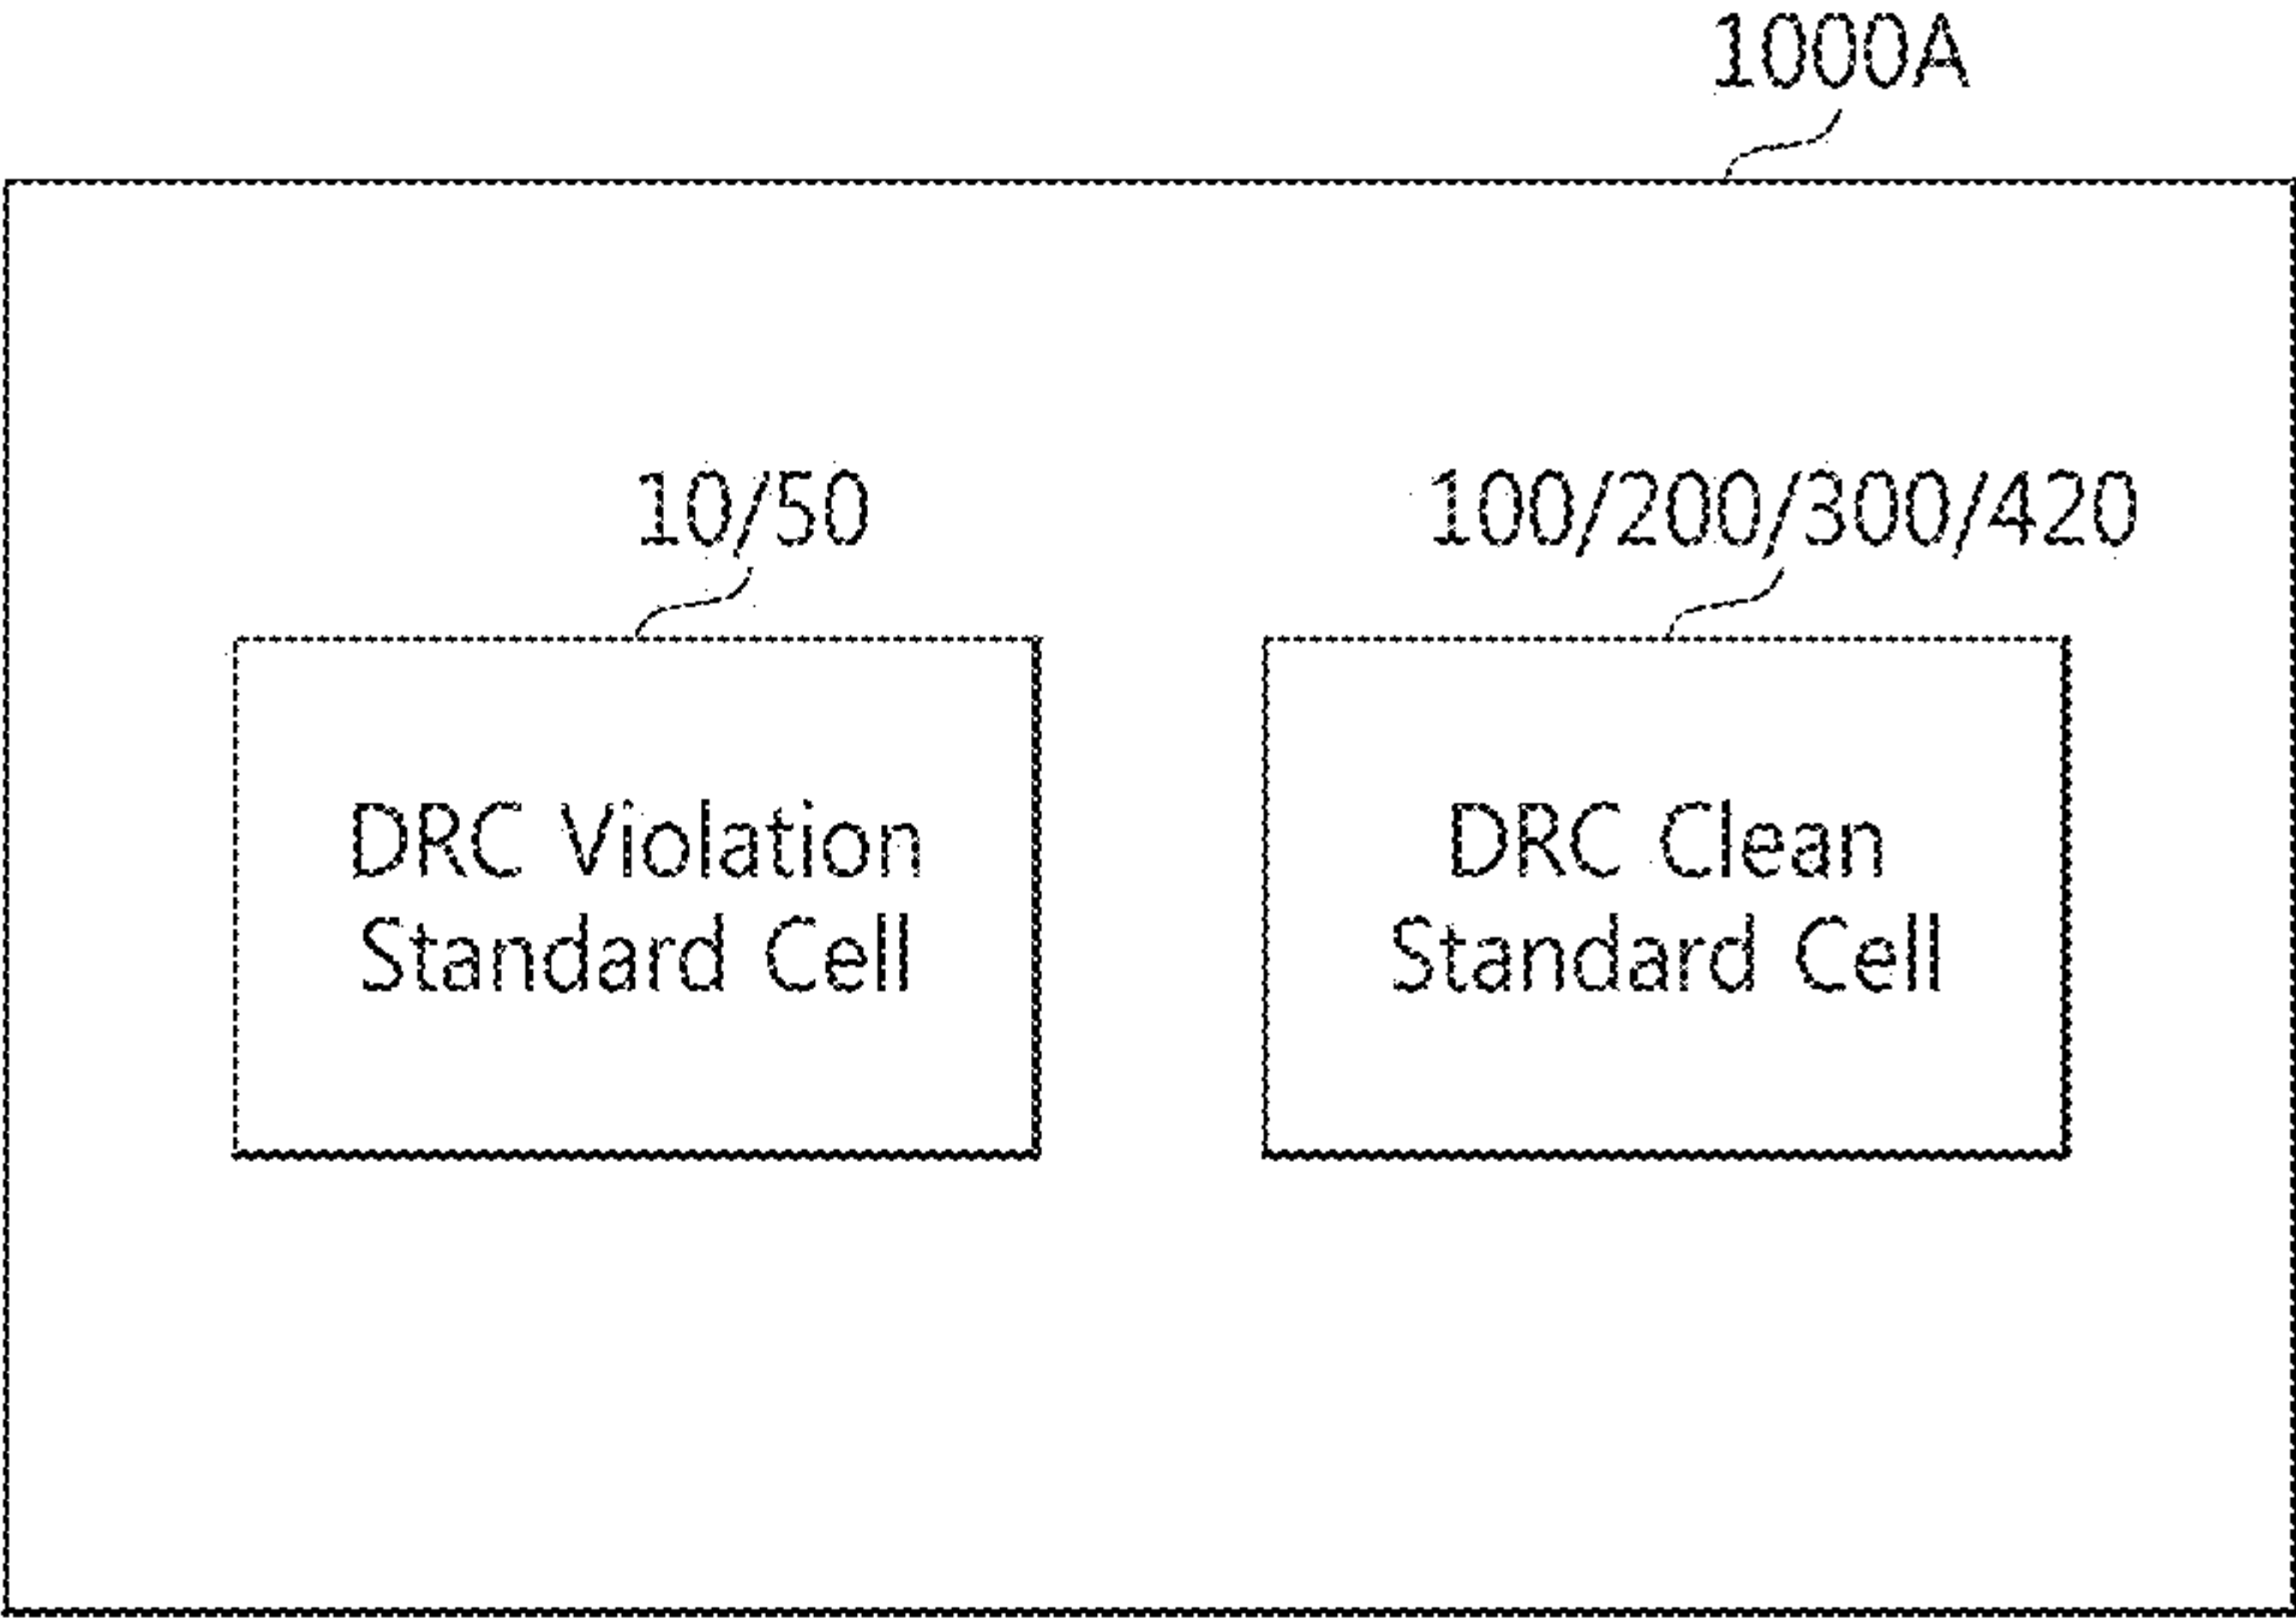 1000A
10/50
100/200/300/420
DRC Violation
Standard Cell
DRC Clean
Standard Cell